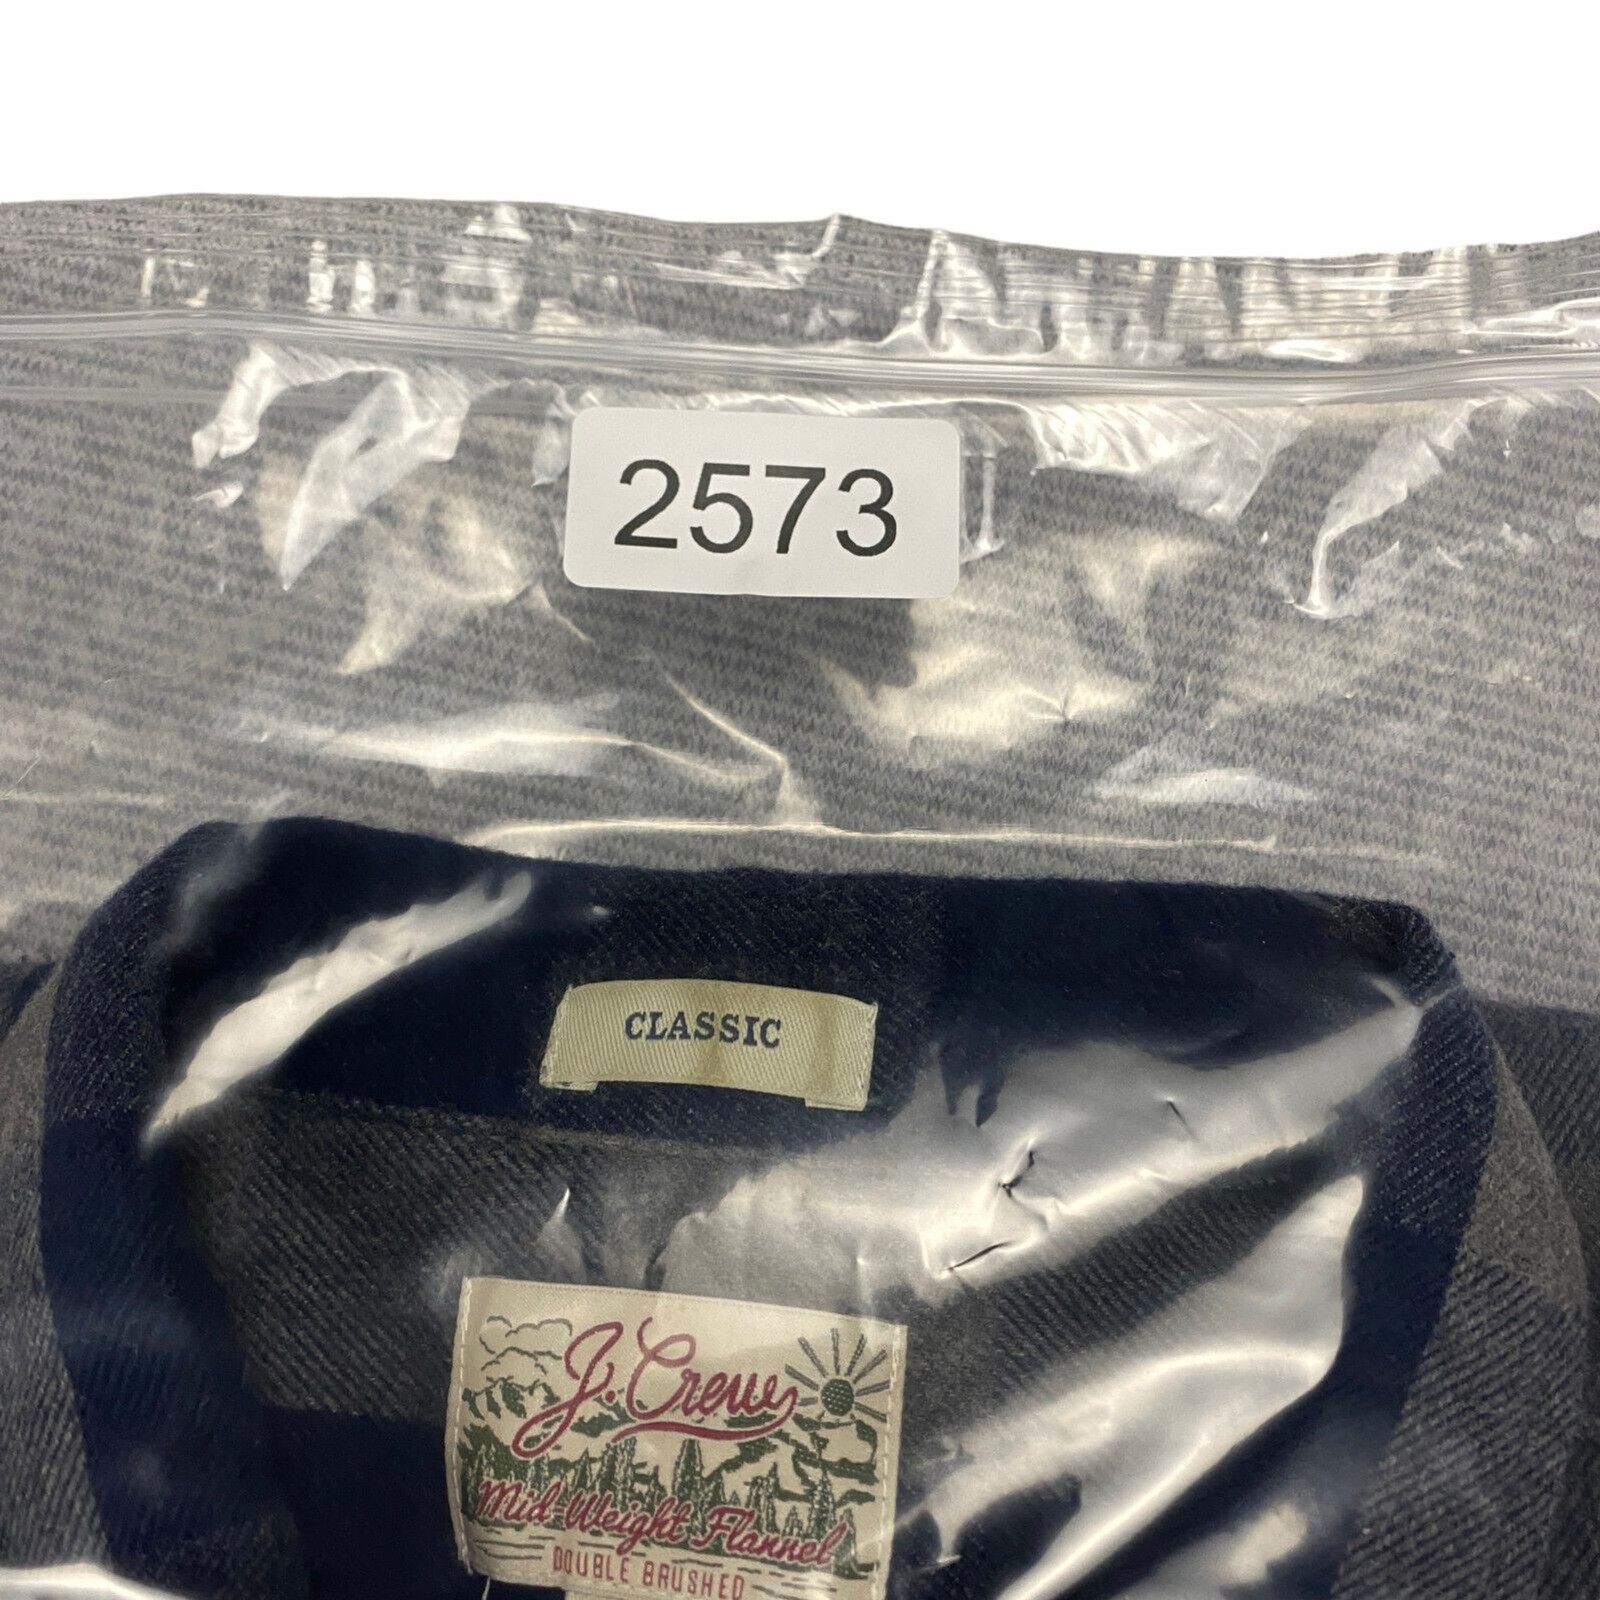 2573
CLASSIC
J. Crew
Mid-Weight Flannel
DOUBLE BRUSHED